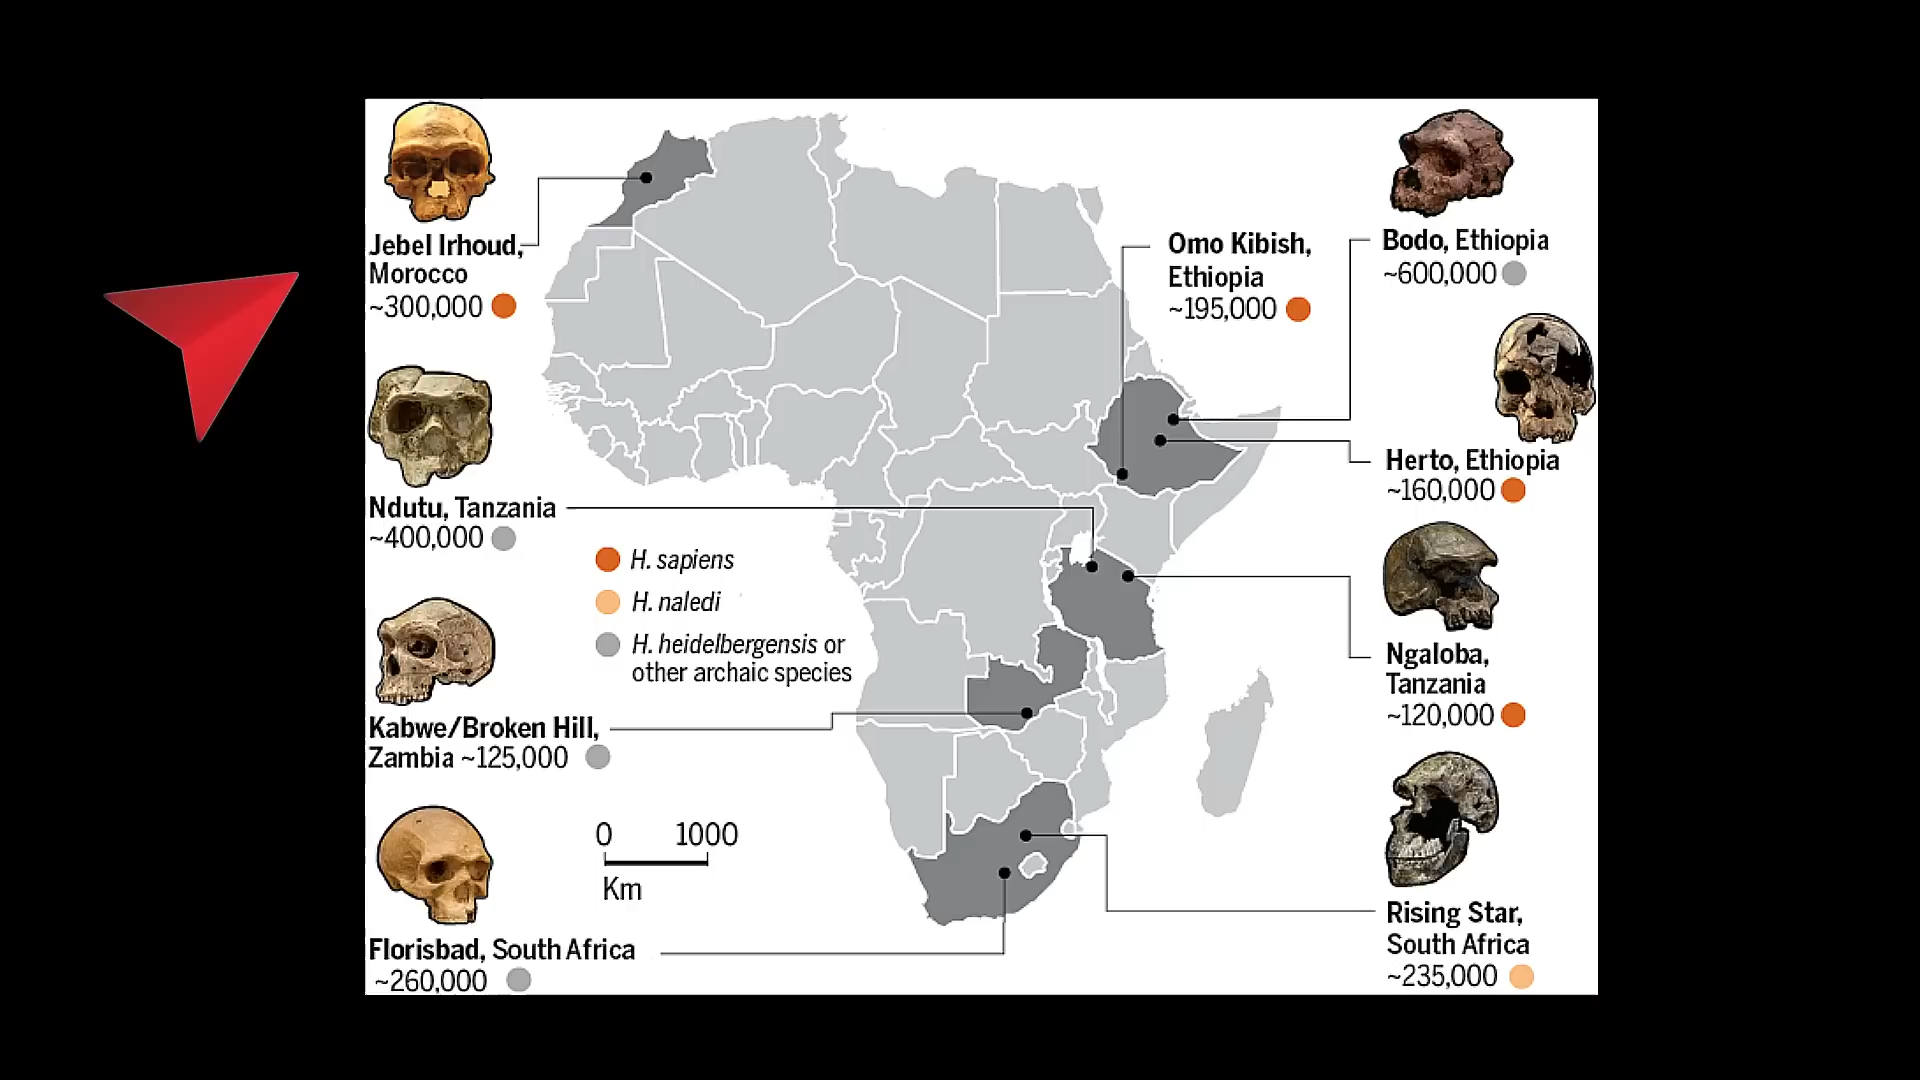 Jebel Irhoud,
Morocco
~300,000
Ndutu, Tanzania
~400,000
Kabwe/Broken Hill,
Zambia ~125,000
Florisbad, South Africa
~260,000
H. sapiens
H. naledi
H. heidelbergensis or
other archaic species
0 1000
Km
Omo Kibish,
Ethiopia
~195,000
Bodo, Ethiopia
~600,000
Herto, Ethiopia
~160,000
Ngaloba,
Tanzania
~120,000
Rising Star,
South Africa
~235,000